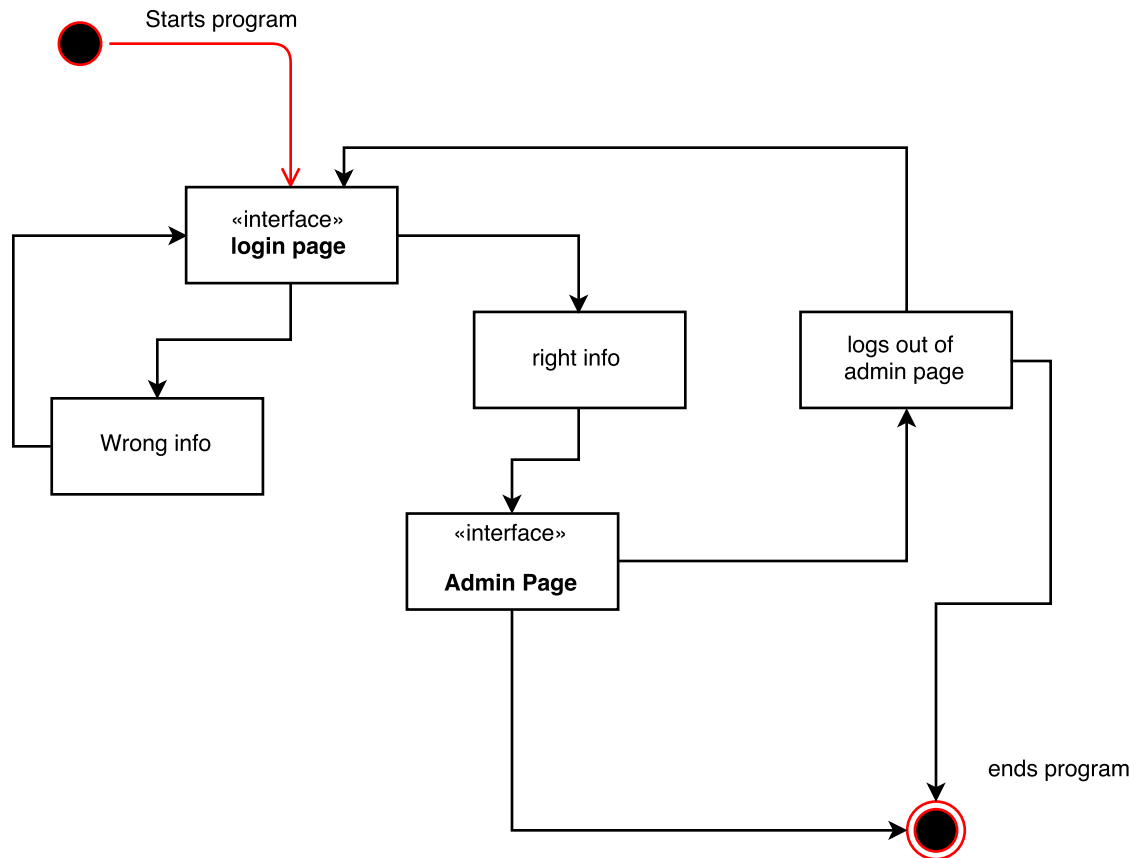 Starts program
«interface»
login page
right info
logs out of
admin page
Wrong info
«interface»
Admin Page
ends program